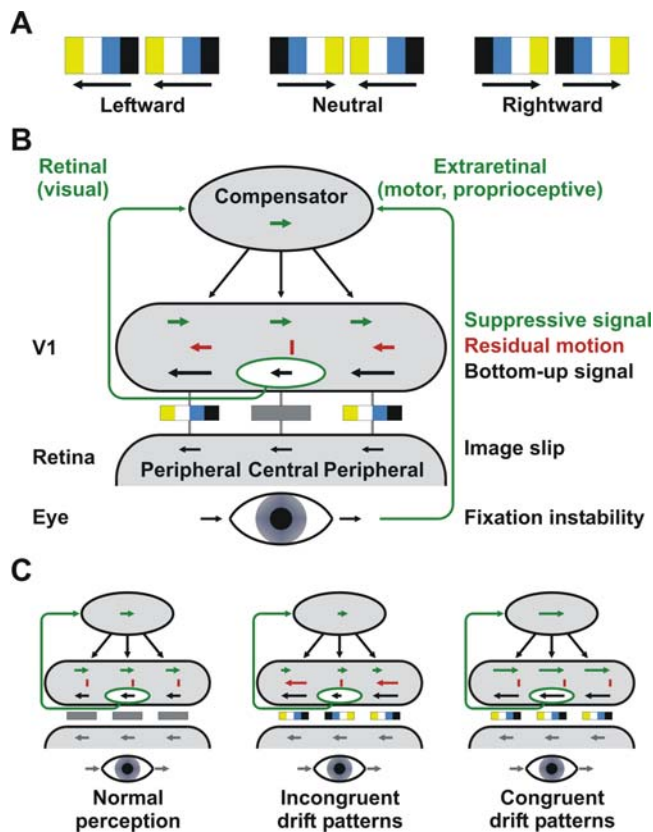 A
Leftward
Neutral
Rightward
B
Retinal
(visual)
Extraretinal
(motor, proprioceptive)
Compensator
V1
Suppressive signal
Residual motion
Bottom-up signal
Retina
Peripheral Central Peripheral
Image slip
Eye
Fixation instability
C
Normal
perception
Incongruent
drift patterns
Congruent
drift patterns